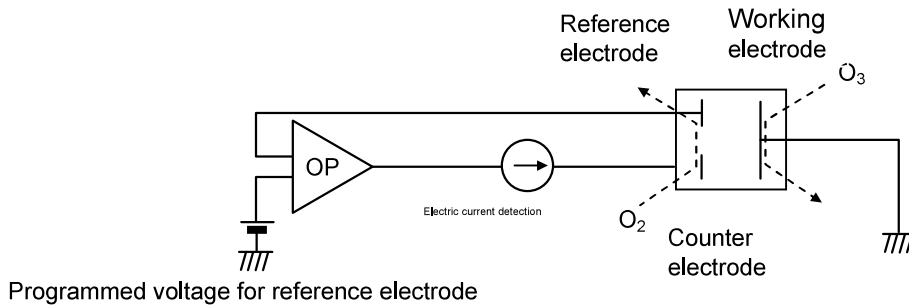 Reference
electrode
Working
electrode
O₃
OP
Electric current detection
O₂
Counter
electrode
Programmed voltage for reference electrode